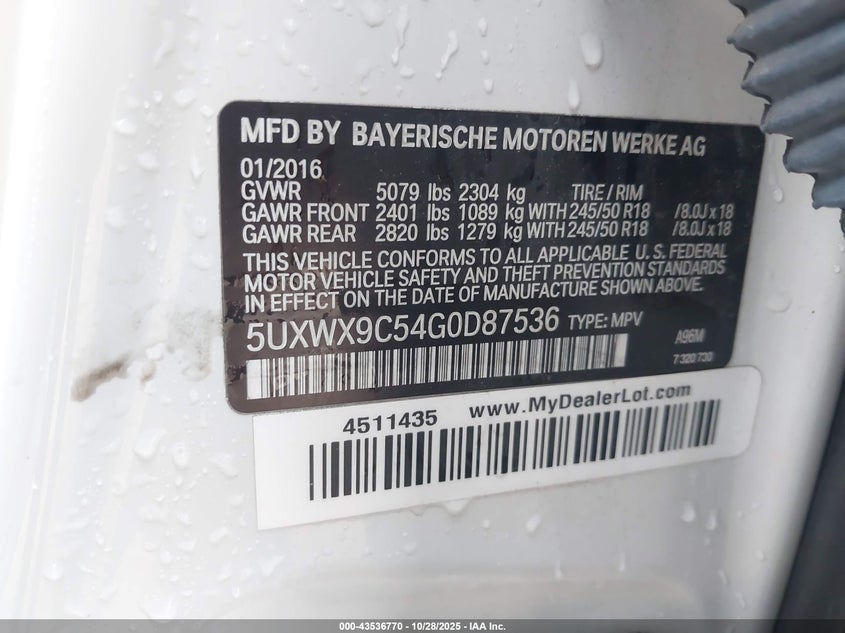 MFD BY BAYERISCHE MOTOREN WERKE AG
01/2016
GVWR 5079 lbs 2304 kg TIRE / RIM
GAWR FRONT 2401 lbs 1089 kg WITH 245/50 R18 /8.0J x 18
GAWR REAR 2820 lbs 1279 kg WITH 245/50 R18 /8.0J x 18
THIS VEHICLE CONFORMS TO ALL APPLICABLE U. S. FEDERAL
MOTOR VEHICLE SAFETY AND THEFT PREVENTION STANDARDS
IN EFFECT ON THE DATE OF MANUFACTURE SHOWN ABOVE.
5UXWX9C54G0D87536 TYPE: MPV A96M
7 320 730
4511435 www.MyDealerLot.com
000-43536770 | 10/28/2025 - IAA Inc.